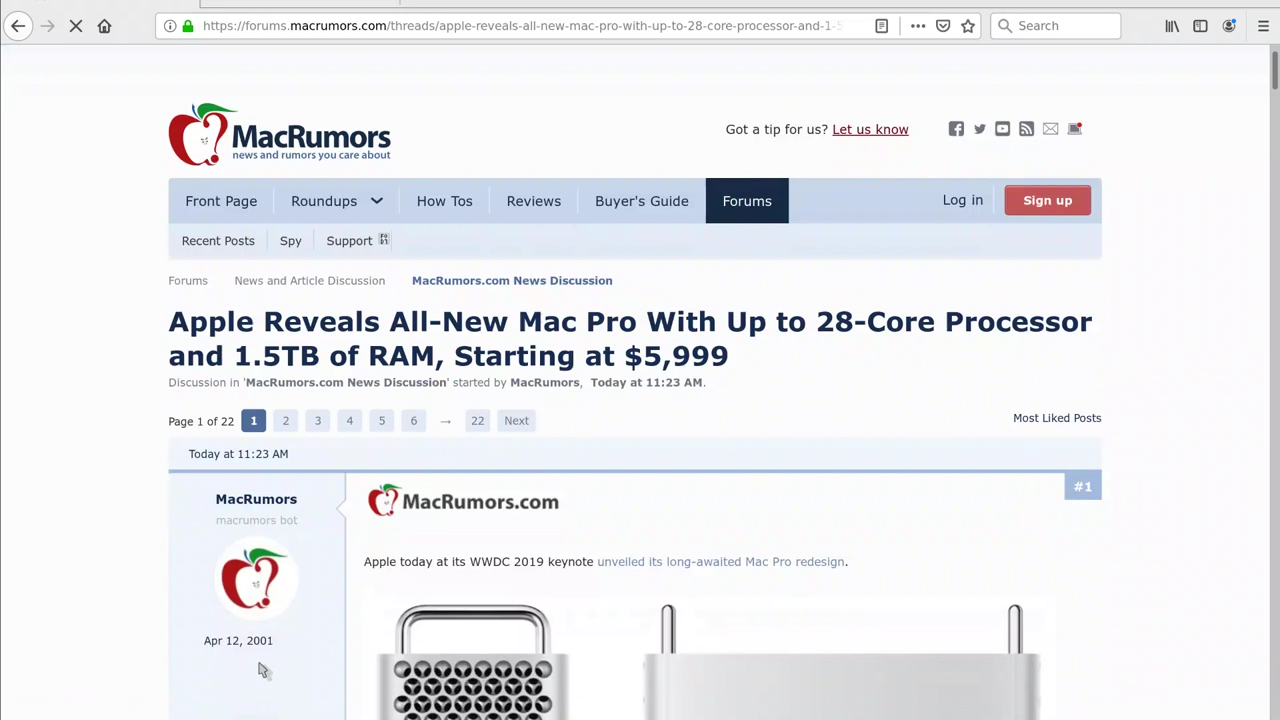 https://forums.macrumors.com/threads/apple-reveals-all-new-mac-pro-with-up-to-28-core-processor-and-1-5
Search
MacRumors
news and rumors you care about
Got a tip for us? Let us know
Front Page Roundups How Tos Reviews Buyer's Guide Forums Log in Sign up
Recent Posts Spy Support
Forums News and Article Discussion MacRumors.com News Discussion
Apple Reveals All-New Mac Pro With Up to 28-Core Processor
and 1.5TB of RAM, Starting at $5,999
Discussion in 'MacRumors.com News Discussion' started by MacRumors, Today at 11:23 AM.
Page 1 of 22 1 2 3 4 5 6 → 22 Next
Most Liked Posts
Today at 11:23 AM
#1
MacRumors
macrumors bot
Apr 12, 2001
MacRumors.com
Apple today at its WWDC 2019 keynote unveiled its long-awaited Mac Pro redesign.